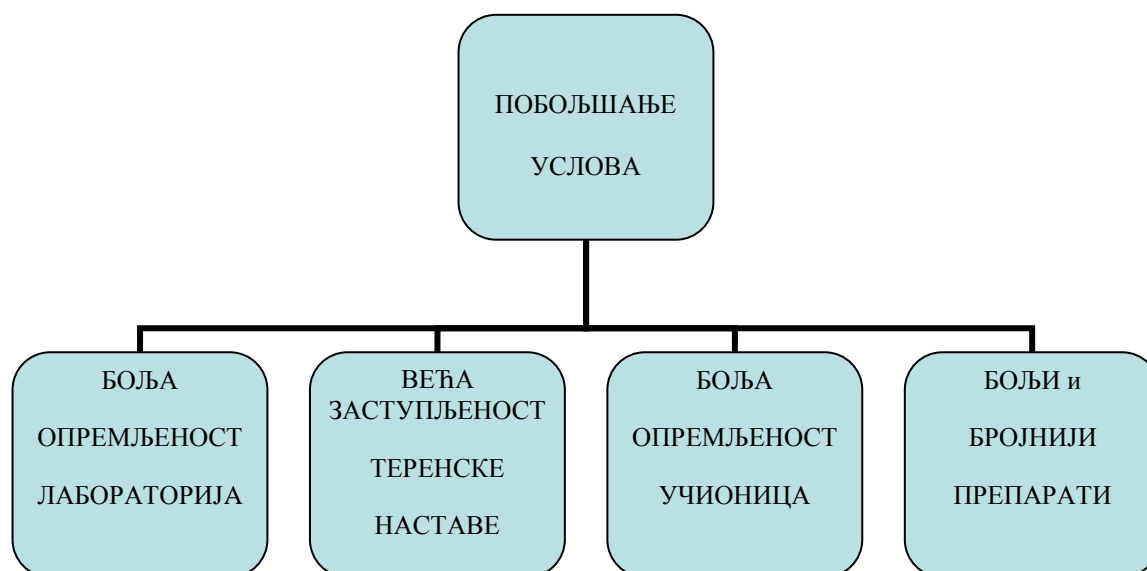 ПОБОЉШАЊЕ
УСЛОВА
БОЉА
ОПРЕМЉЕНОСТ
ЛАБОРАТОРИЈА
ВЕЋА
ЗАСТУПЉЕНОСТ
ТЕРЕНСКЕ
НАСТАВЕ
БОЉА
ОПРЕМЉЕНОСТ
УЧИОНИЦА
БОЉИ и
БРОЈНИЈИ
ПРЕПАРАТИ